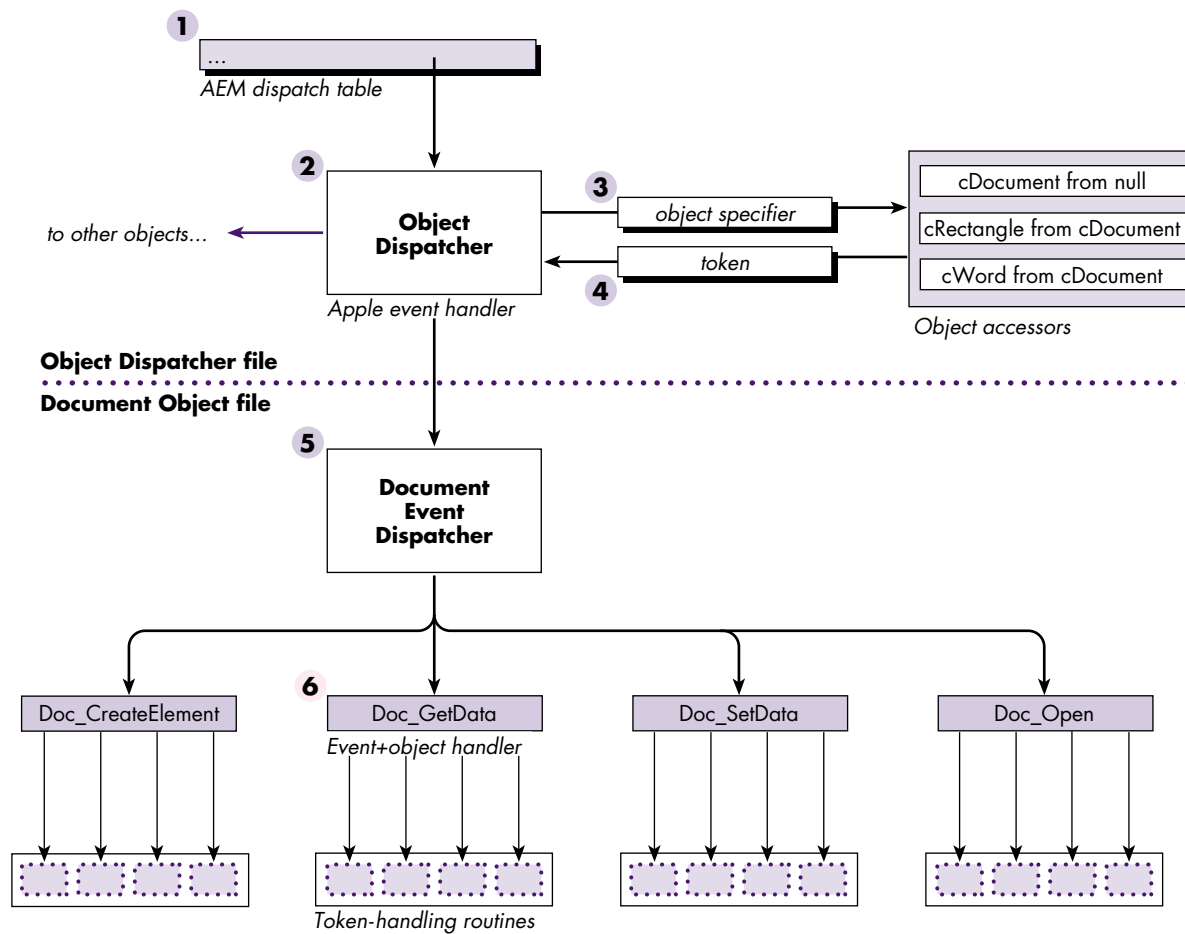 1
...
AEM dispatch table
2
Object
Dispatcher
Apple event handler
to other objects...
3
object specifier
token
4
cDocument from null
cRectangle from cDocument
cWord from cDocument
Object accessors
Object Dispatcher file
Document Object file
5
Document
Event
Dispatcher
Doc_CreateElement
6
Doc_GetData
Event+object handler
Doc_SetData
Doc_Open
Token-handling routines